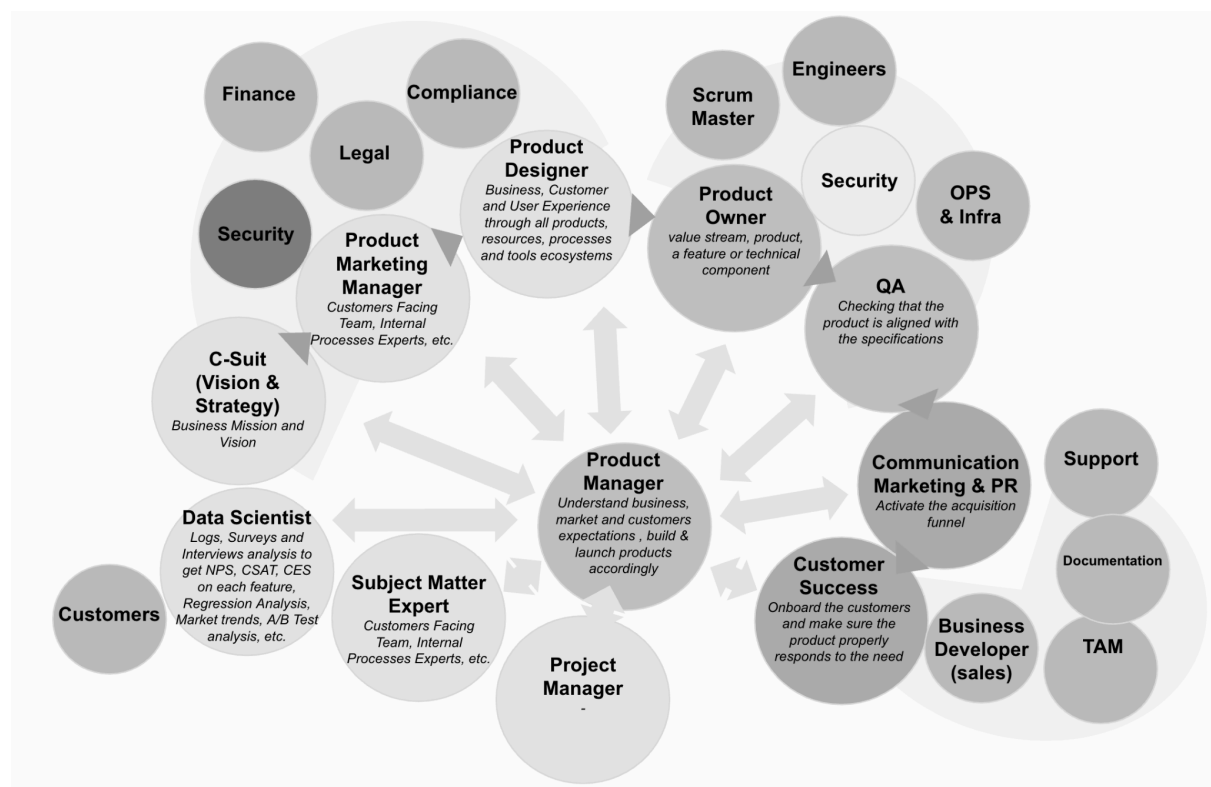 Finance
Compliance
Legal
Security
Product
Designer
Business, Customer
and User Experience
through all products,
resources, processes
and tools ecosystems
Product
Marketing
Manager
Customers Facing
Team, Internal
Processes Experts, etc.
C-Suit
(Vision &
Strategy)
Business Mission and
Vision
Scrum
Master
Engineers
Security
OPS
& Infra
Product
Owner
value stream, product,
a feature or technical
component
QA
Checking that the
product is aligned with
the specifications
Communication
Marketing & PR
Activate the acquisition
funnel
Support
Documentation
TAM
Customer
Success
Onboard the customers
and make sure the
product properly
responds to the need
Business
Developer
(sales)
Product
Manager
Understand business,
market and customers
expectations , build &
launch products
accordingly
Data Scientist
Logs, Surveys and
Interviews analysis to
get NPS, CSAT, CES
on each feature,
Regression Analysis,
Market trends, A/B Test
analysis, etc.
Customers
Subject Matter
Expert
Customers Facing
Team, Internal
Processes Experts, etc.
Project
Manager
-